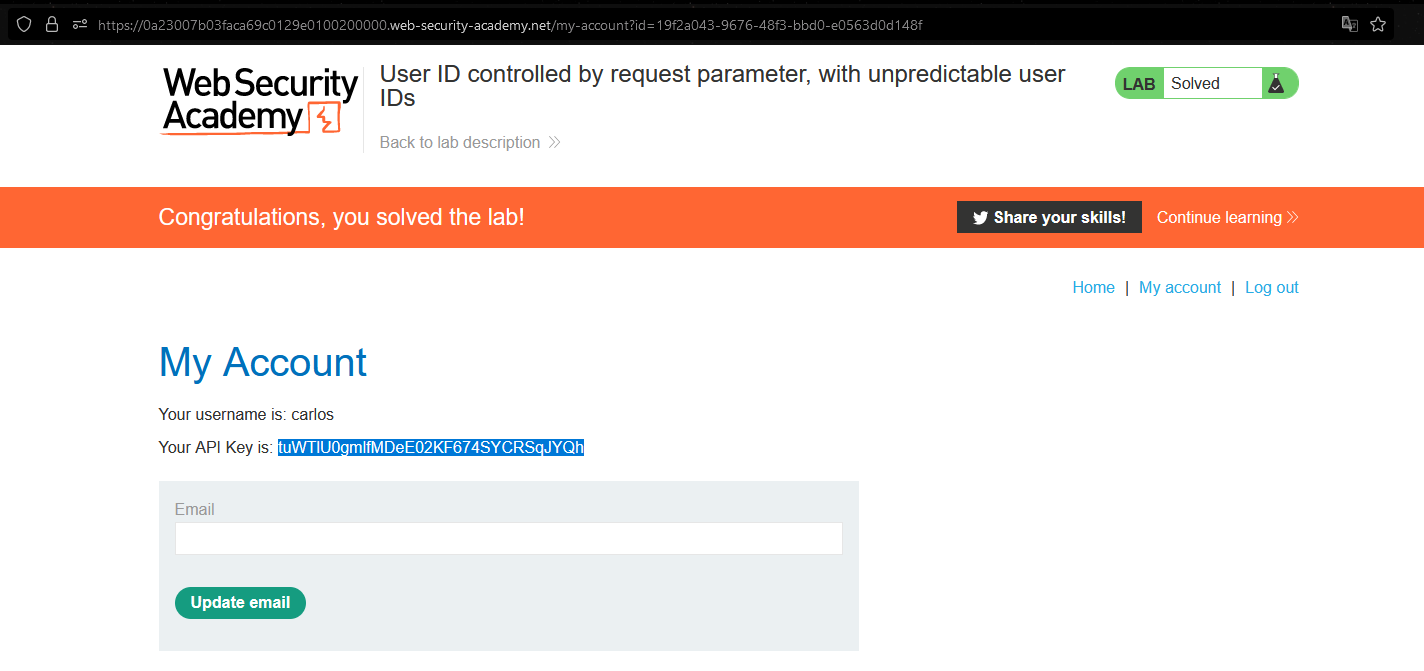 https://0a23007b03faca69c0129e0100200000.web-security-academy.net/my-account?id=19f2a043-9676-48f3-bbd0-e0563d0d148f
WebSecurity
Academy
User ID controlled by request parameter, with unpredictable user
IDs
LAB Solved
Back to lab description
Congratulations, you solved the lab!
Share your skills!
Continue learning
Home | My account | Log out
My Account
Your username is: carlos
Your API Key is: tuWTlU0gmlfMDeE02KF674SYCRSqJYQh
Email
Update email